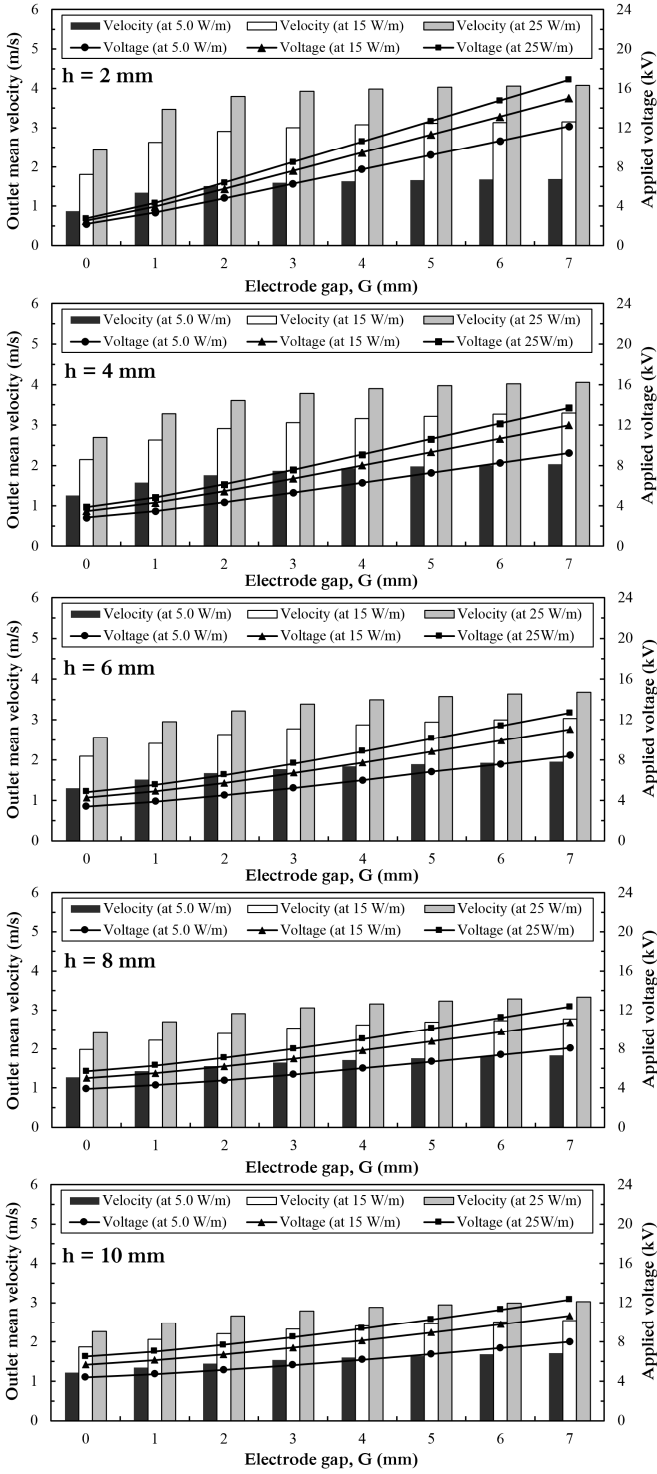 Velocity (at 5.0 W/m) Velocity (at 15 W/m) Velocity (at 25 W/m)
Voltage (at 5.0 W/m) Voltage (at 15 W/m) Voltage (at 25W/m)
h = 2 mm
Outlet mean velocity (m/s)
6
5
4
3
2
1
0
24
20
16
12
8
4
0
Applied voltage (kV)
0 1 2 3 4 5 6 7
Electrode gap, G (mm)
Velocity (at 5.0 W/m) Velocity (at 15 W/m) Velocity (at 25 W/m)
Voltage (at 5.0 W/m) Voltage (at 15 W/m) Voltage (at 25W/m)
h = 4 mm
Outlet mean velocity (m/s)
6
5
4
3
2
1
0
24
20
16
12
8
4
0
Applied voltage (kV)
0 1 2 3 4 5 6 7
Electrode gap, G (mm)
Velocity (at 5.0 W/m) Velocity (at 15 W/m) Velocity (at 25 W/m)
Voltage (at 5.0 W/m) Voltage (at 15 W/m) Voltage (at 25W/m)
h = 6 mm
Outlet mean velocity (m/s)
6
5
4
3
2
1
0
24
20
16
12
8
4
0
Applied voltage (kV)
0 1 2 3 4 5 6 7
Electrode gap, G (mm)
Velocity (at 5.0 W/m) Velocity (at 15 W/m) Velocity (at 25 W/m)
Voltage (at 5.0 W/m) Voltage (at 15 W/m) Voltage (at 25W/m)
h = 8 mm
Outlet mean velocity (m/s)
6
5
4
3
2
1
0
24
20
16
12
8
4
0
Applied voltage (kV)
0 1 2 3 4 5 6 7
Electrode gap, G (mm)
Velocity (at 5.0 W/m) Velocity (at 15 W/m) Velocity (at 25 W/m)
Voltage (at 5.0 W/m) Voltage (at 15 W/m) Voltage (at 25W/m)
h = 10 mm
Outlet mean velocity (m/s)
6
5
4
3
2
1
0
24
20
16
12
8
4
0
Applied voltage (kV)
0 1 2 3 4 5 6 7
Electrode gap, G (mm)